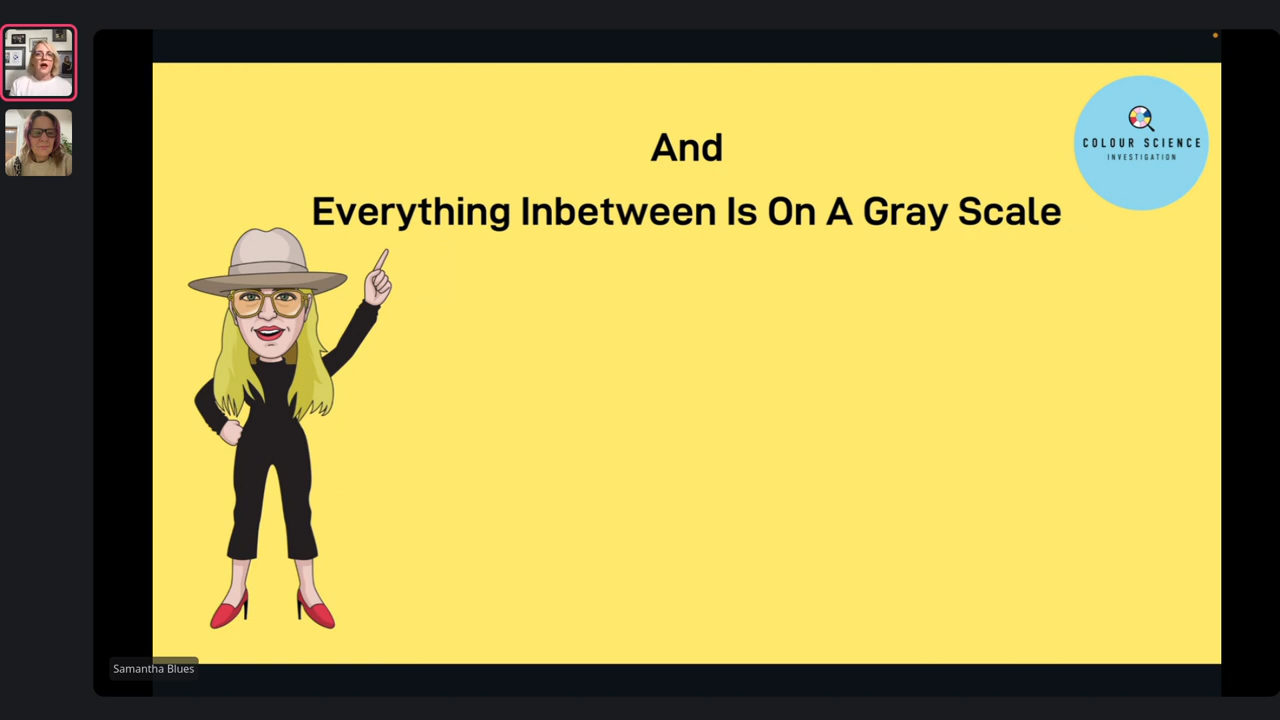 And
Everything Inbetween Is On A Gray Scale
COLOUR SCIENCE
INVESTIGATION
Samantha Blues